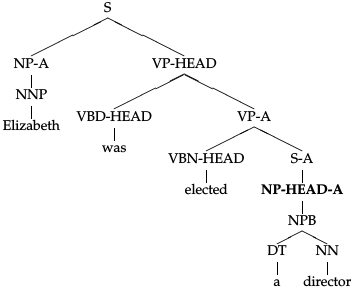 S
NP-A VP-HEAD
NNP
Elizabeth
VBD-HEAD VP-A
was
VBN-HEAD S-A
elected NP-HEAD-A
NPB
DT NN
a director